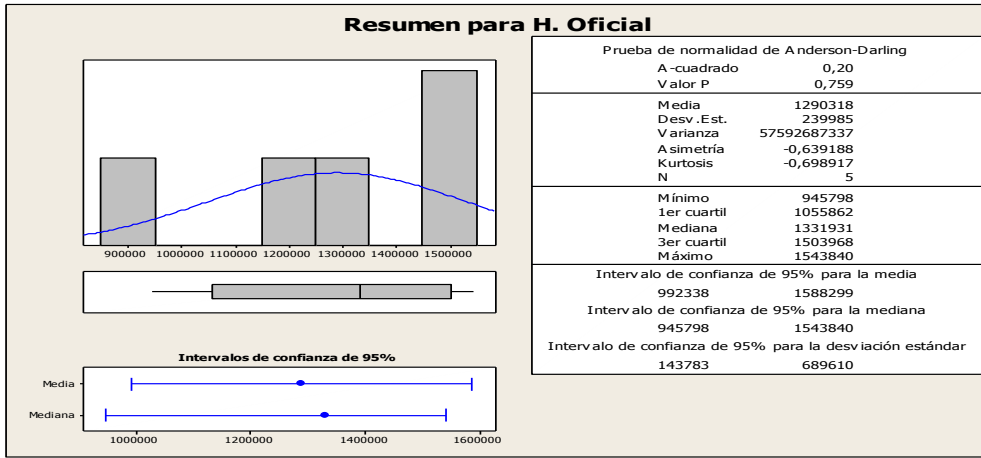 Resumen para H. Oficial
900000 1000000 1100000 1200000 1300000 1400000 1500000
Intervalos de confianza de 95%
Media
Mediana
1000000 1200000 1400000 1600000
Prueba de normalidad de Anderson-Darling
A-cuadrado 0,20
Valor P 0,759
Media 1290318
Desv.Est. 239985
Varianza 57592687337
Asimetría -0,639188
Kurtosis -0,698917
N 5
Mínimo 945798
1er cuartil 1055862
Mediana 1331931
3er cuartil 1503968
Máximo 1543840
Intervalo de confianza de 95% para la media
992338 1588299
Intervalo de confianza de 95% para la mediana
945798 1543840
Intervalo de confianza de 95% para la desviación estándar
143783 689610